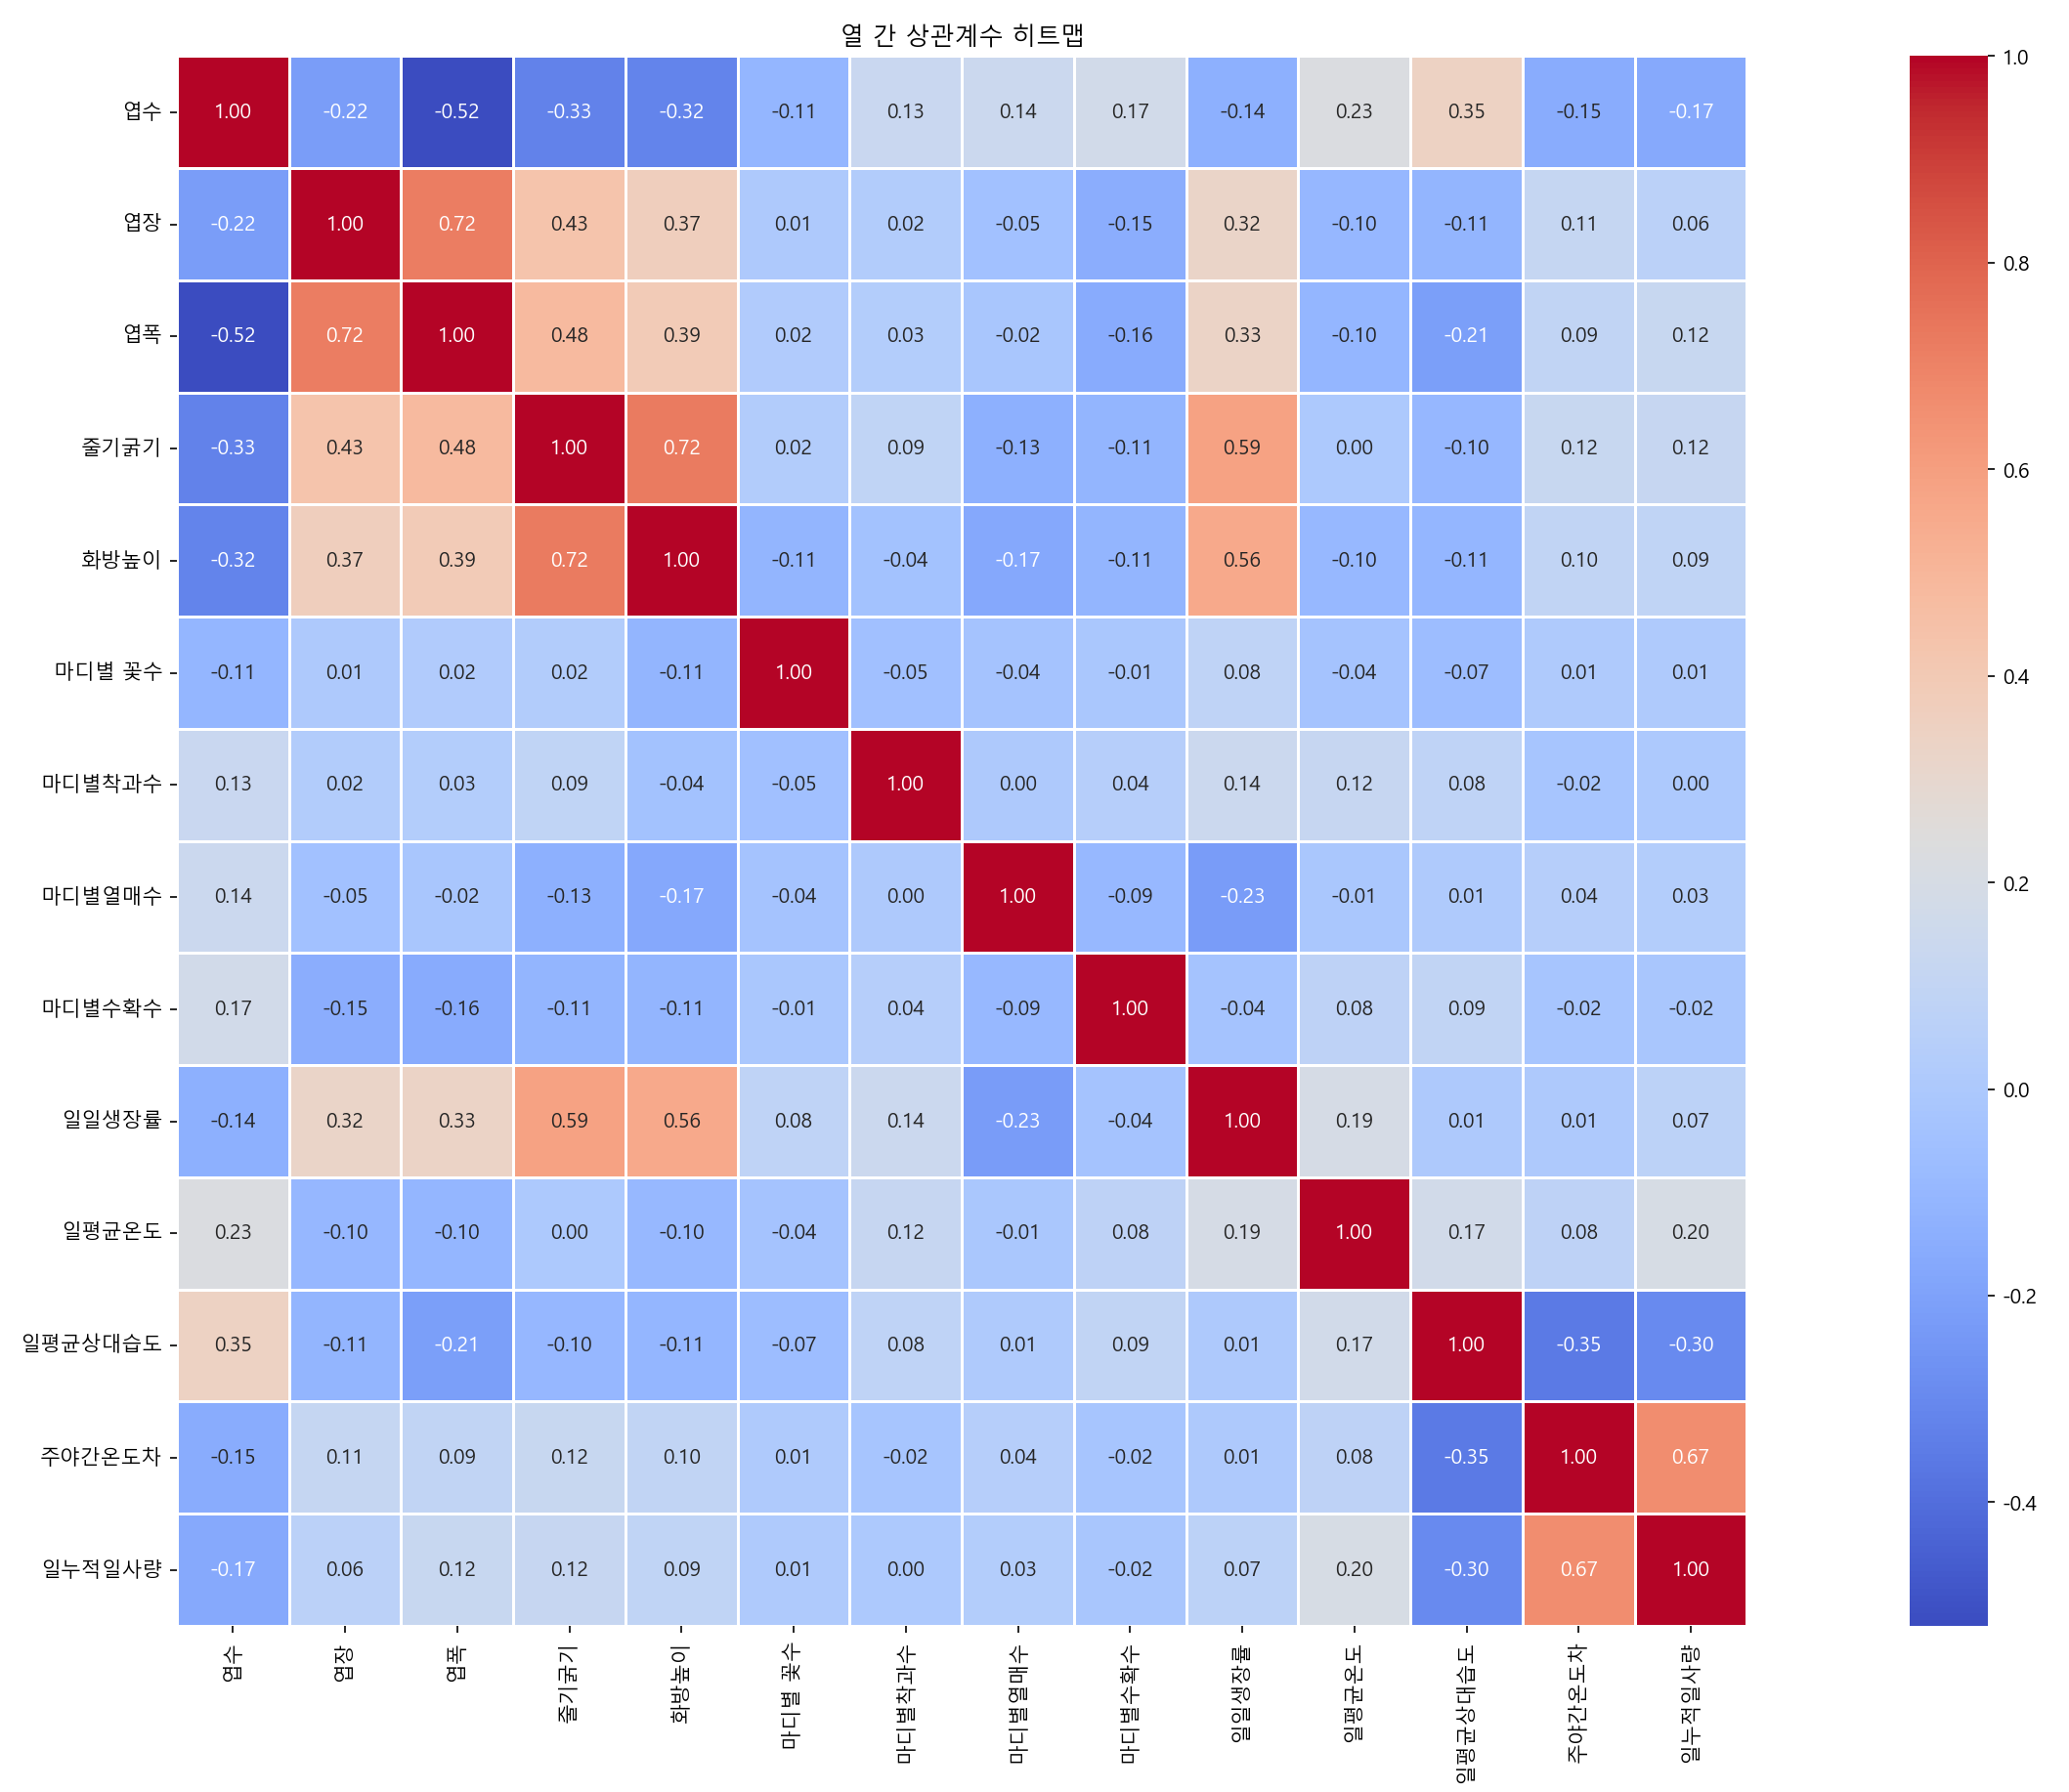 열 간 상관계수 히트맵
엽수 1.00 -0.22 -0.52 -0.33 -0.32 -0.11 0.13 0.14 0.17 -0.14 0.23 0.35 -0.15 -0.17
엽장 -0.22 1.00 0.72 0.43 0.37 0.01 0.02 -0.05 -0.15 0.32 -0.10 -0.11 0.11 0.06
엽폭 -0.52 0.72 1.00 0.48 0.39 0.02 0.03 -0.02 -0.16 0.33 -0.10 -0.21 0.09 0.12
줄기굵기 -0.33 0.43 0.48 1.00 0.72 0.02 0.09 -0.13 -0.11 0.59 0.00 -0.10 0.12 0.12
화방높이 -0.32 0.37 0.39 0.72 1.00 -0.11 -0.04 -0.17 -0.11 0.56 -0.10 -0.11 0.10 0.09
마디별 꽃수 -0.11 0.01 0.02 0.02 -0.11 1.00 -0.05 -0.04 -0.01 0.08 -0.04 -0.07 0.01 0.01
마디별착과수 0.13 0.02 0.03 0.09 -0.04 -0.05 1.00 0.00 0.04 0.14 0.12 0.08 -0.02 0.00
마디별열매수 0.14 -0.05 -0.02 -0.13 -0.17 -0.04 0.00 1.00 -0.09 -0.23 -0.01 0.01 0.04 0.03
마디별수확수 0.17 -0.15 -0.16 -0.11 -0.11 -0.01 0.04 -0.09 1.00 -0.04 0.08 0.09 -0.02 -0.02
일일생장률 -0.14 0.32 0.33 0.59 0.56 0.08 0.14 -0.23 -0.04 1.00 0.19 0.01 0.01 0.07
일평균온도 0.23 -0.10 -0.10 0.00 -0.10 -0.04 0.12 -0.01 0.08 0.19 1.00 0.17 0.08 0.20
일평균상대습도 0.35 -0.11 -0.21 -0.10 -0.11 -0.07 0.08 0.01 0.09 0.01 0.17 1.00 -0.35 -0.30
주야간온도차 -0.15 0.11 0.09 0.12 0.10 0.01 -0.02 0.04 -0.02 0.01 0.08 -0.35 1.00 0.67
일누적일사량 -0.17 0.06 0.12 0.12 0.09 0.01 0.00 0.03 -0.02 0.07 0.20 -0.30 0.67 1.00
엽수 엽장 엽폭 줄기굵기 화방높이 마디별 꽃수 마디별착과수 마디별열매수 마디별수확수 일일생장률 일평균온도 일평균상대습도 주야간온도차 일누적일사량
1.0
0.8
0.6
0.4
0.2
0.0
-0.2
-0.4